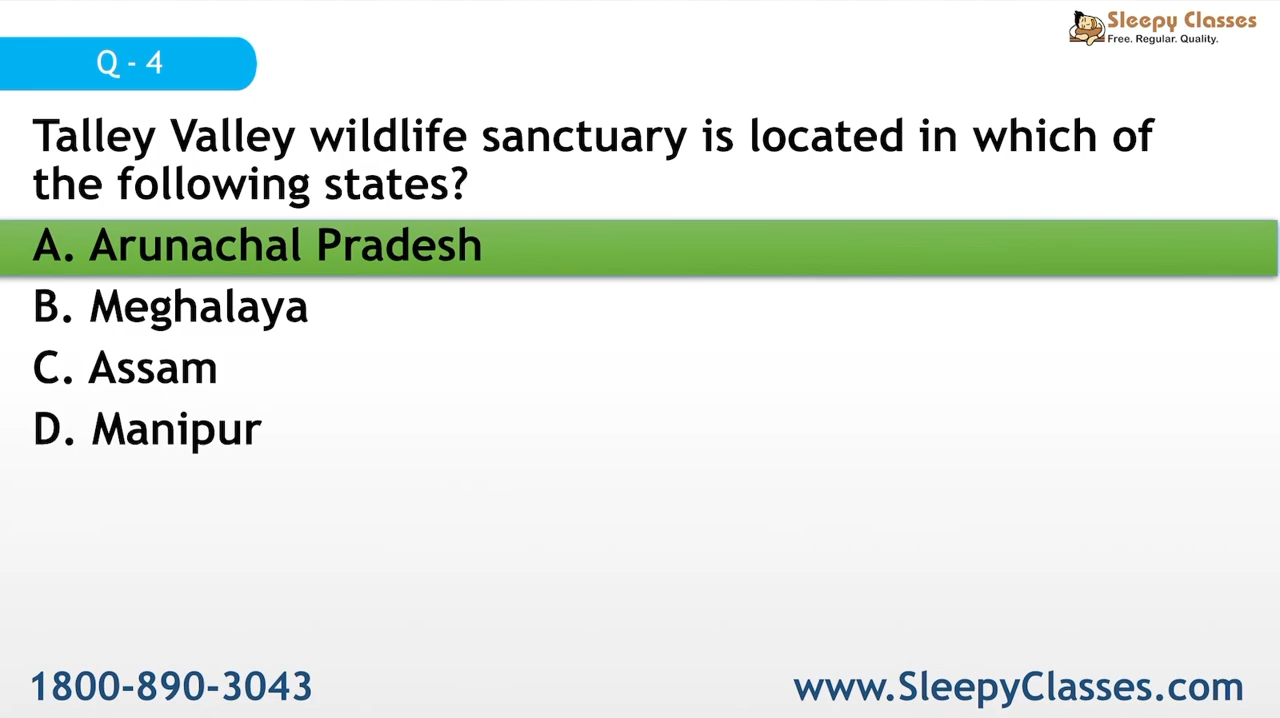 Sleepy Classes
Free. Regular. Quality.
Q - 4
Talley Valley wildlife sanctuary is located in which of
the following states?
A. Arunachal Pradesh
B. Meghalaya
C. Assam
D. Manipur
1800-890-3043
www.SleepyClasses.com